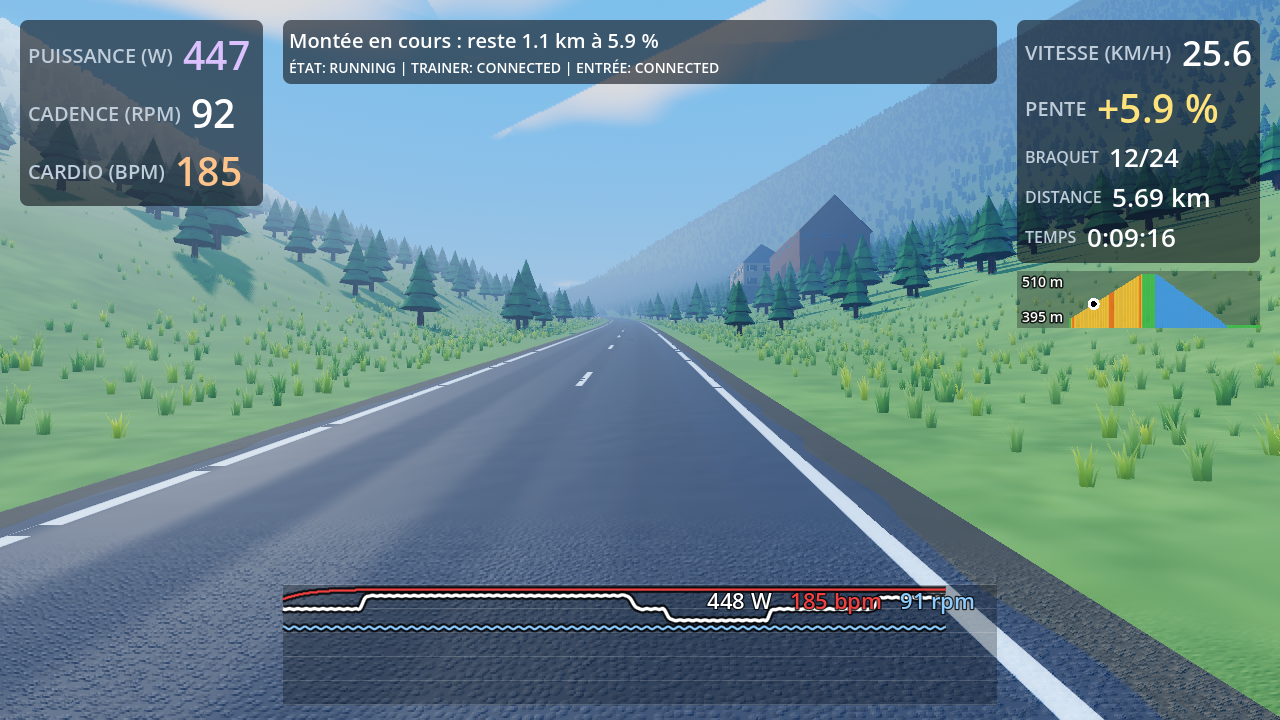 PUISSANCE (W) 447
CADENCE (RPM) 92
CARDIO (BPM) 185
Montée en cours : reste 1.1 km à 5.9 %
ÉTAT: RUNNING | TRAINER: CONNECTED | ENTRÉE: CONNECTED
VITESSE (KM/H) 25.6
PENTE +5.9 %
BRAQUET 12/24
DISTANCE 5.69 km
TEMPS 0:09:16
510 m
395 m
448 W 185 bpm 91 rpm